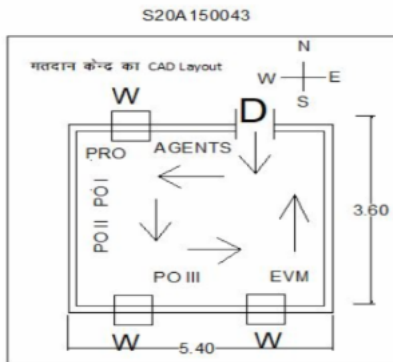 S20A150043
मतदान केन्द्र का CAD Layout
N
W E
S
W
D
PRO AGENTS
PO I
PO II
3.60
PO III EVM
W W
5.40